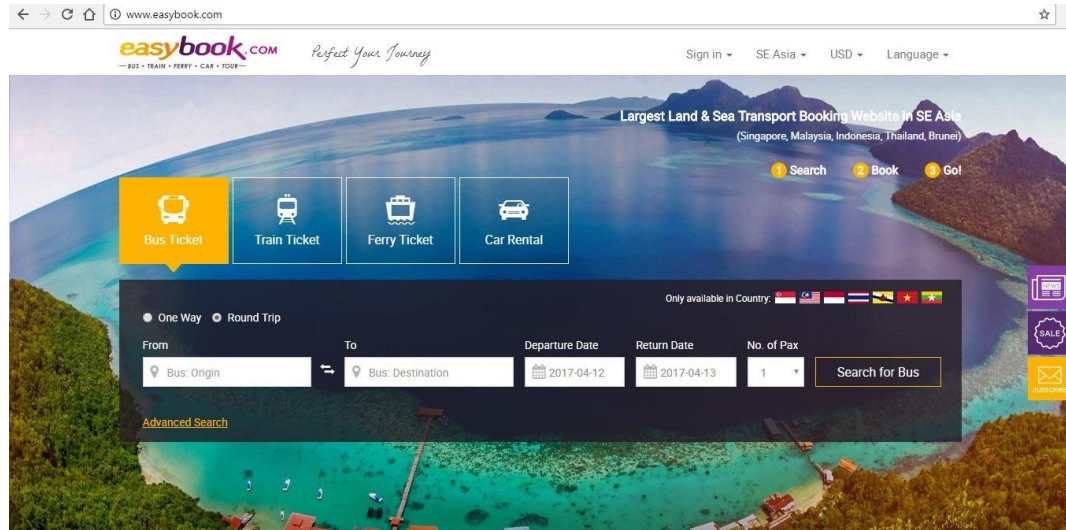 www.easybook.com
easybook.COM
BUS • TRAIN • FERRY • CAR • TOUR
Perfect Your Journey
Sign in
SE Asia
USD
Language
Largest Land & Sea Transport Booking Website in SE Asia
(Singapore, Malaysia, Indonesia, Thailand, Brunei)
1 Search 2 Book 3 Go!
Bus Ticket
Train Ticket
Ferry Ticket
Car Rental
Only available in Country:
One Way Round Trip
From
To
Departure Date
Return Date
No. of Pax
Bus: Origin
Bus: Destination
2017-04-12
2017-04-13
1
Search for Bus
Advanced Search
NEWS
SALE
SUBSCRIBE